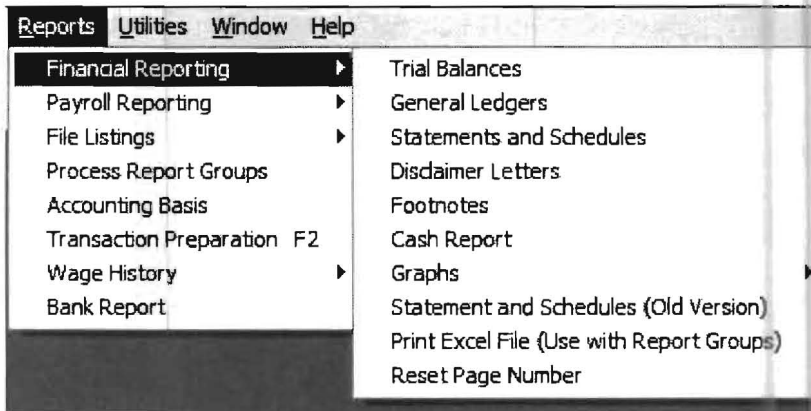 Reports Utilities Window Help
Financial Reporting
Payroll Reporting
File Listings
Process Report Groups
Accounting Basis
Transaction Preparation F2
Wage History
Bank Report
Trial Balances
General Ledgers
Statements and Schedules
Disclaimer Letters
Footnotes
Cash Report
Graphs
Statement and Schedules (Old Version)
Print Excel File (Use with Report Groups)
Reset Page Number